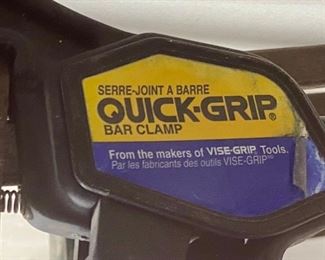 SERRE-JOINT A BARRE
QUICK-GRIP®
BAR CLAMP
From the makers of VISE-GRIP Tools.
Par les fabricants des outils VISE-GRIP